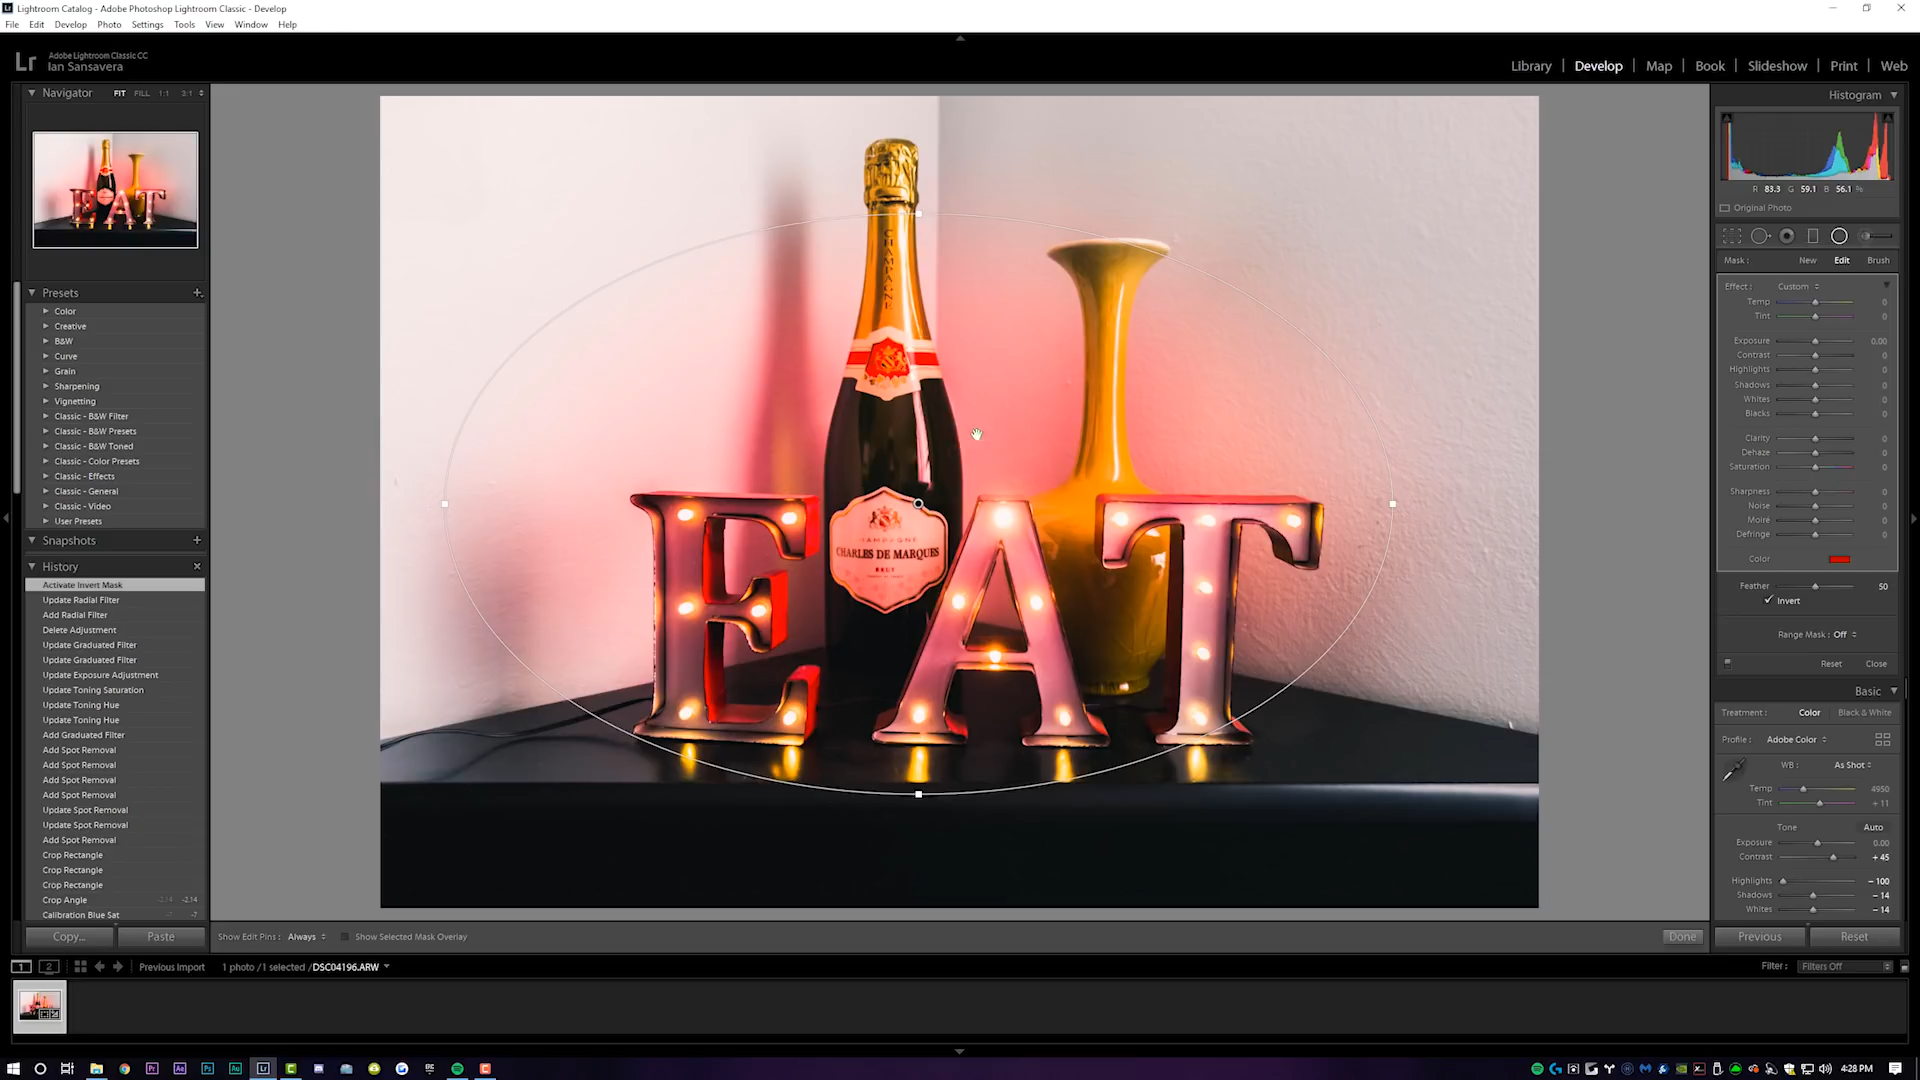 Lightroom Catalog - Adobe Photoshop Lightroom Classic - Develop
File Edit Develop Photo Settings Tools View Window Help
Lr
Adobe Lightroom Classic CC
Ian Sansavera
Library | Develop | Map | Book | Slideshow | Print | Web
Navigator FIT FILL 1:1 3:1
Presets +
Color
Creative
B&W
Curve
Grain
Sharpening
Vignetting
Classic - B&W Filter
Classic - B&W Presets
Classic - B&W Toned
Classic - Color Presets
Classic - Effects
Classic - General
Classic - Video
User Presets
Snapshots +
History ×
Activate Invert Mask
Update Radial Filter
Add Radial Filter
Delete Adjustment
Update Graduated Filter
Update Graduated Filter
Update Exposure Adjustment
Update Toning Saturation
Update Toning Hue
Update Toning Hue
Add Graduated Filter
Add Spot Removal
Add Spot Removal
Add Spot Removal
Add Spot Removal
Update Spot Removal
Update Spot Removal
Add Spot Removal
Crop Rectangle
Crop Rectangle
Crop Rectangle
Crop Angle -2.14 -2.14
Calibration Blue Sat -7 -7
Copy... Paste
CHAMPAGNE
CHARLES DE MARQUES
BRUT
EAT
Histogram
R 83.3 G 59.1 B 56.1 %
Original Photo
Mask : New Edit Brush
Effect : Custom
Temp 0
Tint 0
Exposure 0.00
Contrast 0
Highlights 0
Shadows 0
Whites 0
Blacks 0
Clarity 0
Dehaze 0
Saturation 0
Sharpness 0
Noise 0
Moiré 0
Defringe 0
Color
Feather 50
Invert
Range Mask : Off
Reset Close
Basic
Treatment : Color Black & White
Profile : Adobe Color
WB : As Shot
Temp 4950
Tint + 11
Tone Auto
Exposure 0.00
Contrast + 45
Highlights - 100
Shadows - 14
Whites - 14
Previous Reset
Show Edit Pins : Always Show Selected Mask Overlay Done
1 2 Previous Import 1 photo / 1 selected / DSC04196.ARW Filter : Filters Off
Pr Ae Ps Au Lr 4:28 PM